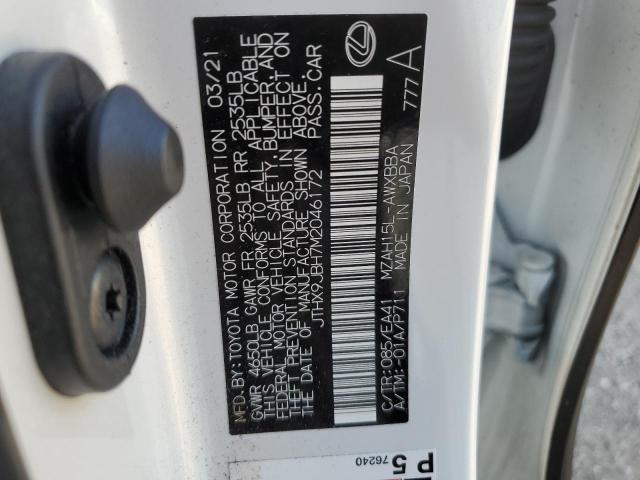 MFD. BY: TOYOTA MOTOR CORPORATION 03/21
GVWR 4650LB GAWR FR 2535LB RR 2535LB
THIS VEHICLE CONFORMS TO ALL APPLICABLE
FEDERAL MOTOR VEHICLE SAFETY, BUMPER, AND
THEFT PREVENTION STANDARDS IN EFFECT ON
THE DATE OF MANUFACTURE SHOWN ABOVE.
JTHX9JBH7M2046172 PASS. CAR
C/TR: 085/EA41 MZAH15L-AWXBBA
A/TM: -01A/P711 MADE IN JAPAN
777 A
P5
76240